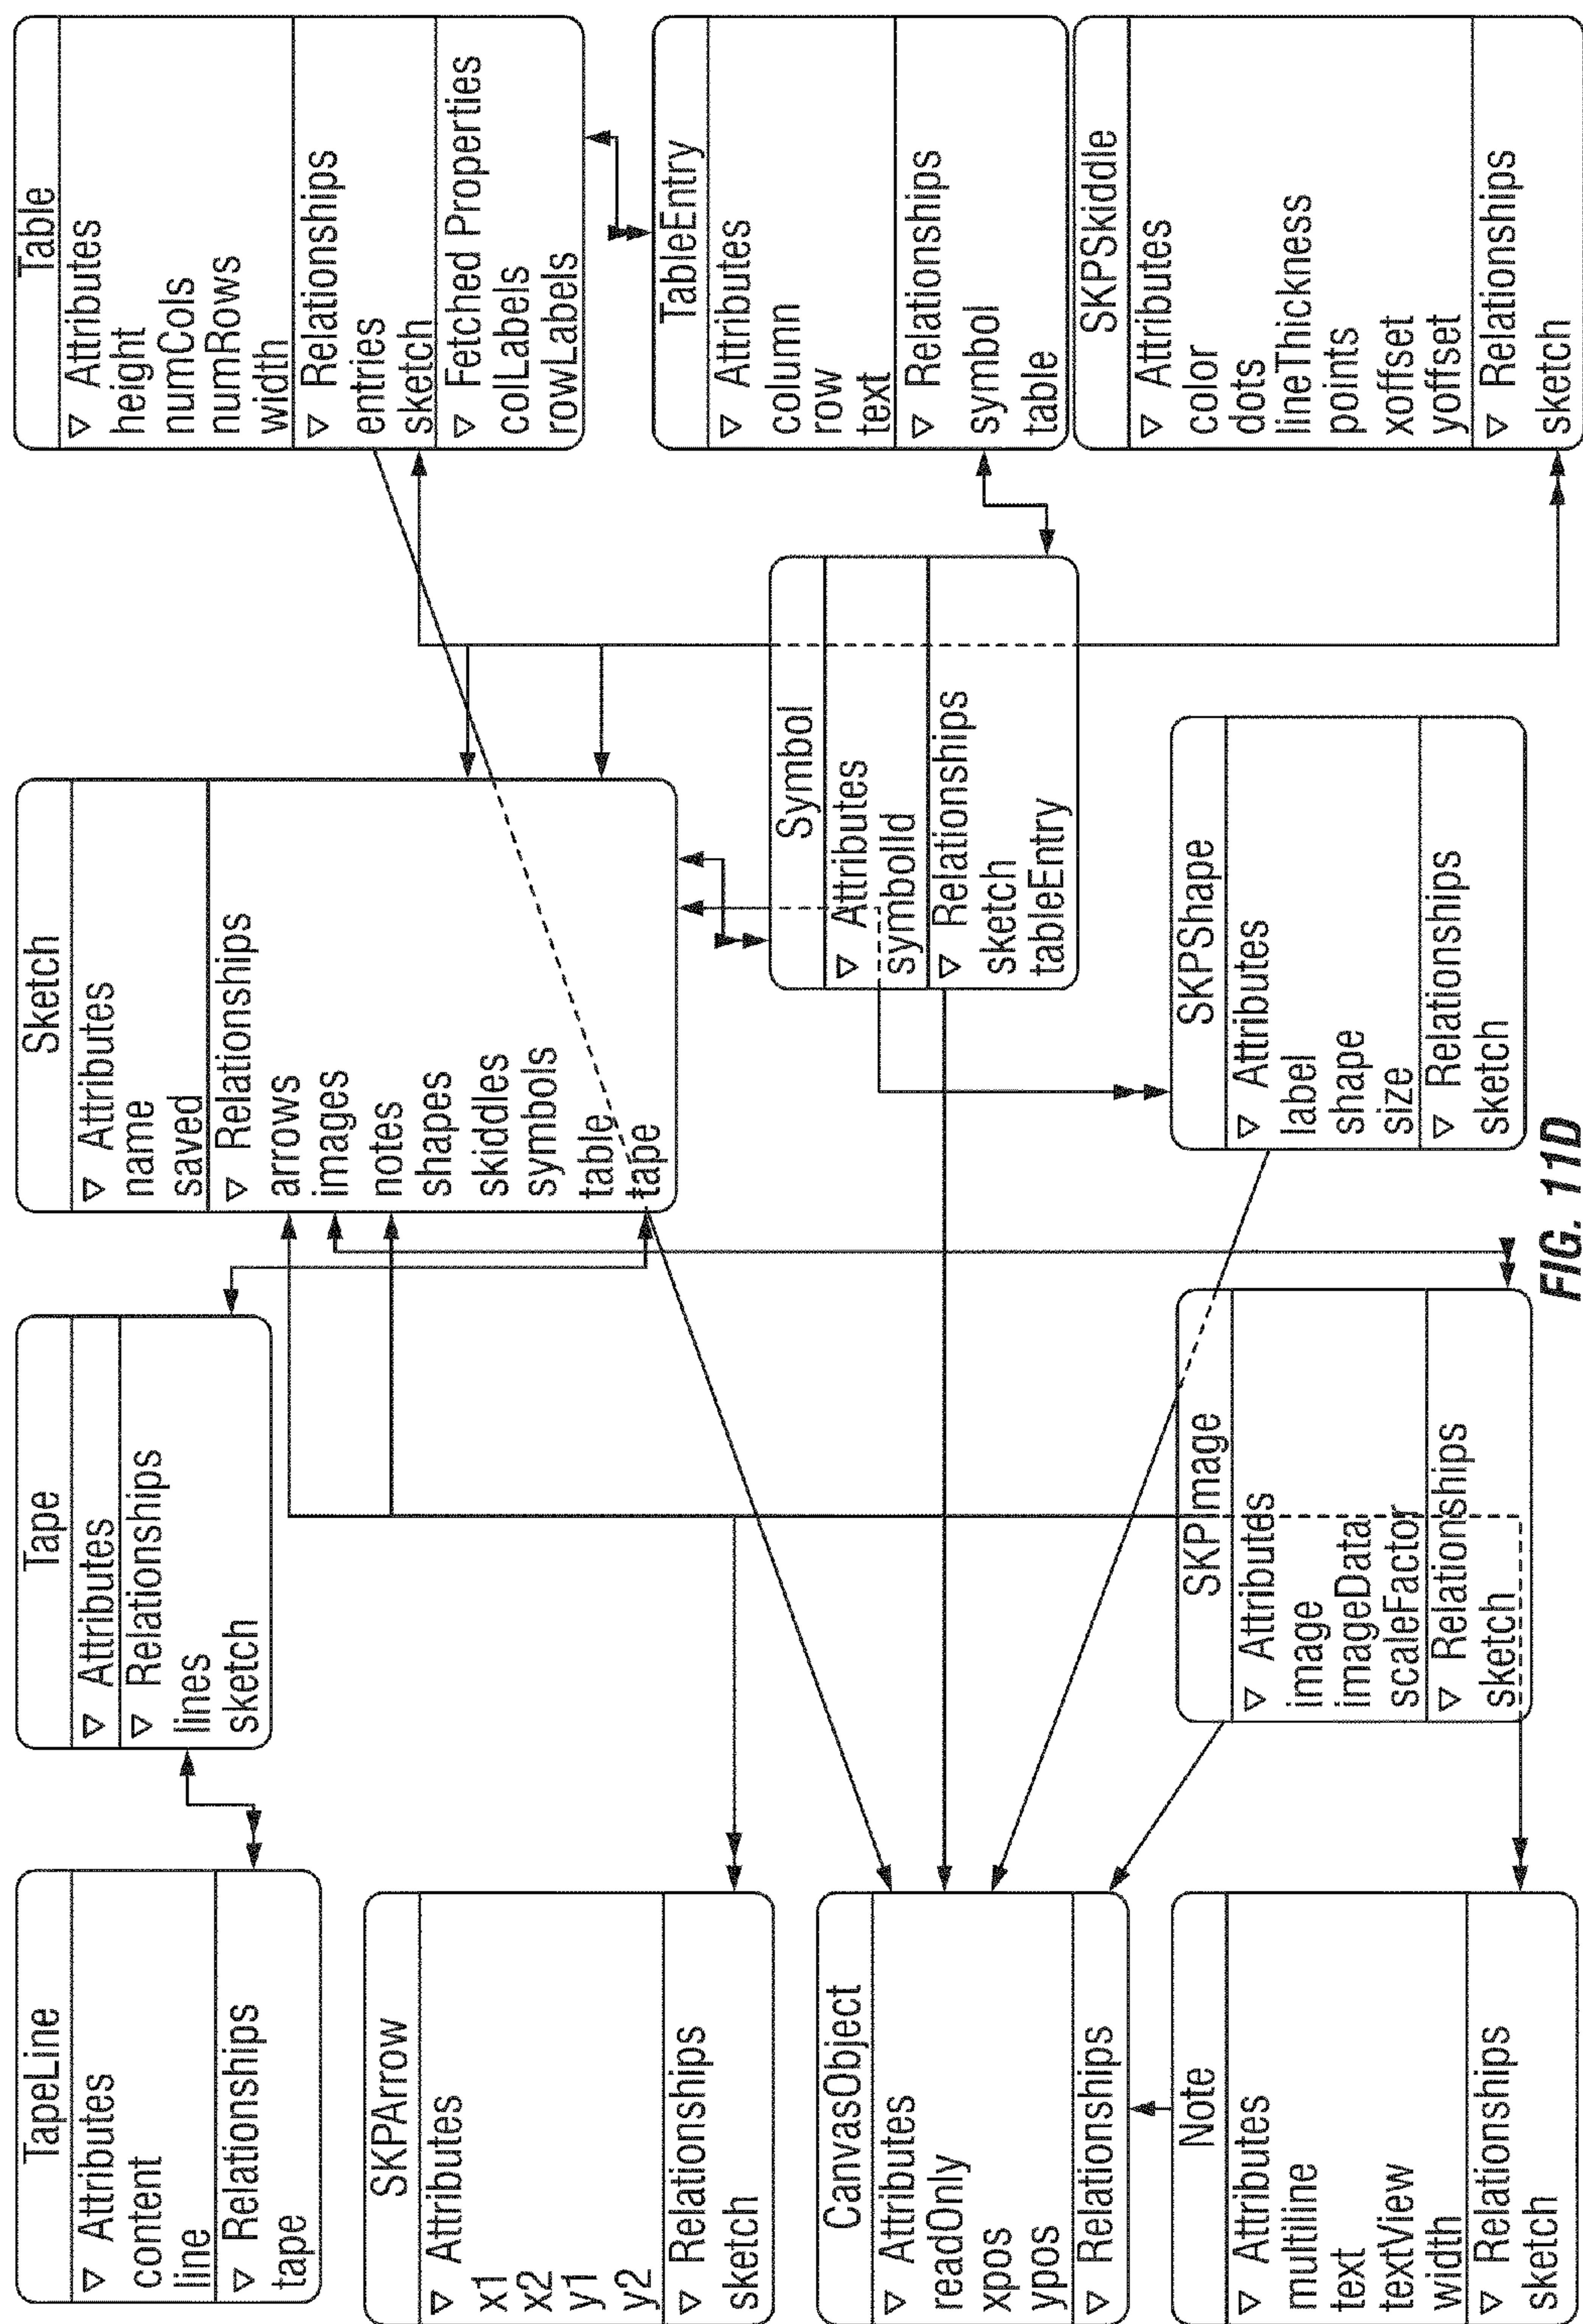 TapeLine
▽ Attributes
content
line
▽ Relationships
tape
Tape
▽ Attributes
▽ Relationships
lines
sketch
Sketch
▽ Attributes
name
saved
▽ Relationships
arrows
images
notes
shapes
skiddles
symbols
table
tape
Table
▽ Attributes
height
numCols
numRows
width
▽ Relationships
entries
sketch
▽ Fetched Properties
colLabels
rowLabels
SKPArrow
▽ Attributes
x1
x2
y1
y2
▽ Relationships
sketch
TableEntry
▽ Attributes
column
row
text
▽ Relationships
symbol
table
CanvasObject
▽ Attributes
readOnly
xpos
ypos
▽ Relationships
Symbol
▽ Attributes
symbolId
▽ Relationships
sketch
tableEntry
Note
▽ Attributes
multiline
text
textView
width
▽ Relationships
sketch
SKPImage
▽ Attributes
image
imageData
scaleFactor
▽ Relationships
sketch
SKPShape
▽ Attributes
label
shape
size
▽ Relationships
sketch
SKPSkiddle
▽ Attributes
color
dots
lineThickness
points
xoffset
yoffset
▽ Relationships
sketch
FIG. 11D